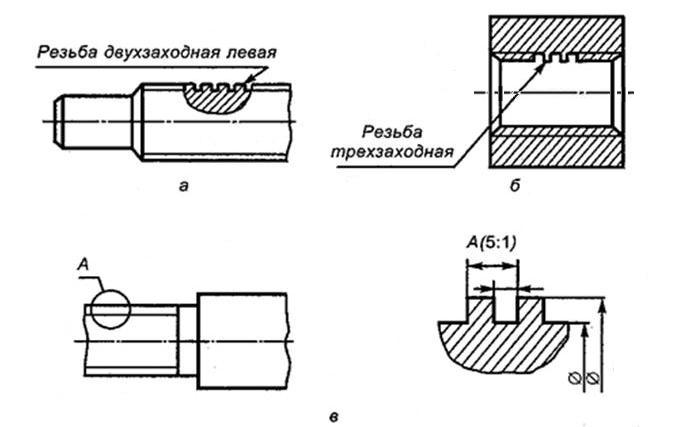 Резьба двухзаходная левая
а
Резьба
трехзаходная
б
А
А(5:1)
⌀ ⌀
в